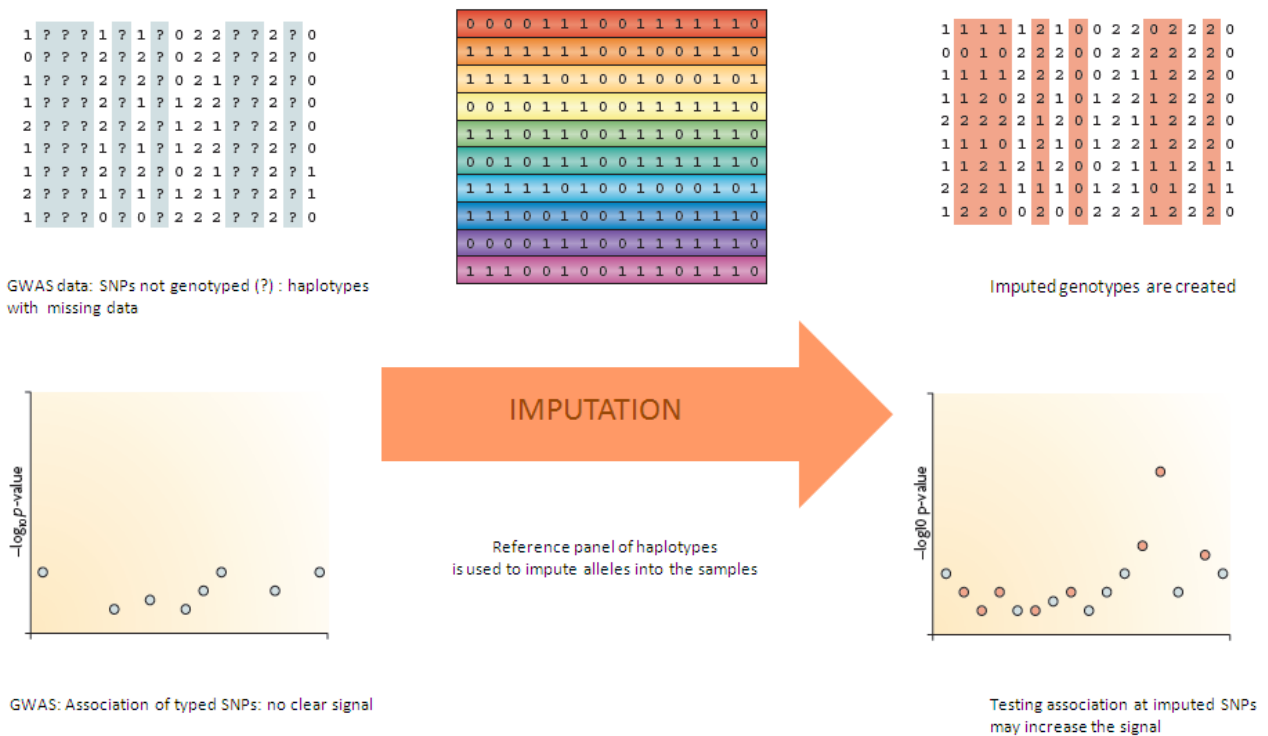 1 ? ? ? 1 ? 1 ? 0 2 2 ? ? 2 ? 0
0 ? ? ? 2 ? 2 ? 0 2 2 ? ? 2 ? 0
1 ? ? ? 2 ? 2 ? 0 2 1 ? ? 2 ? 0
1 ? ? ? 2 ? 1 ? 1 2 2 ? ? 2 ? 0
2 ? ? ? 2 ? 2 ? 1 2 1 ? ? 2 ? 0
1 ? ? ? 1 ? 1 ? 1 2 2 ? ? 2 ? 0
1 ? ? ? 2 ? 2 ? 0 2 1 ? ? 2 ? 1
2 ? ? ? 1 ? 1 ? 1 2 1 ? ? 2 ? 1
1 ? ? ? 0 ? 0 ? 2 2 2 ? ? 2 ? 0
GWAS data: SNPs not genotyped (?) : haplotypes
with missing data
0 0 0 0 1 1 1 0 0 1 1 1 1 1 1 0
1 1 1 1 1 1 1 0 0 1 0 0 1 1 1 0
1 1 1 1 1 0 1 0 0 1 0 0 0 1 0 1
0 0 1 0 1 1 1 0 0 1 1 1 1 1 1 0
1 1 1 0 1 1 0 0 1 1 1 0 1 1 1 0
0 0 1 0 1 1 1 0 0 1 1 1 1 1 1 0
1 1 1 1 1 0 1 0 0 1 0 0 0 1 0 1
1 1 1 0 0 1 0 0 1 1 1 0 1 1 1 0
0 0 0 0 1 1 1 0 0 1 1 1 1 1 1 0
1 1 1 0 0 1 0 0 1 1 1 0 1 1 1 0
1 1 1 1 1 2 1 0 0 2 2 0 2 2 2 0
0 0 1 0 2 2 2 0 0 2 2 2 2 2 2 0
1 1 1 1 2 2 2 0 0 2 1 1 2 2 2 0
1 1 2 0 2 2 1 0 1 2 2 1 2 2 2 0
2 2 2 2 2 1 2 0 1 2 1 1 2 2 2 0
1 1 1 0 1 2 1 0 1 2 2 1 2 2 2 0
1 1 2 1 2 1 2 0 0 2 1 1 1 2 1 1
2 2 2 1 1 1 1 0 1 2 1 0 1 2 1 1
1 2 2 0 0 2 0 0 2 2 2 1 2 2 2 0
Imputed genotypes are created
IMPUTATION
Reference panel of haplotypes
is used to impute alleles into the samples
−log₁₀ p-value
GWAS: Association of typed SNPs: no clear signal
−log10 p-value
Testing association at imputed SNPs
may increase the signal